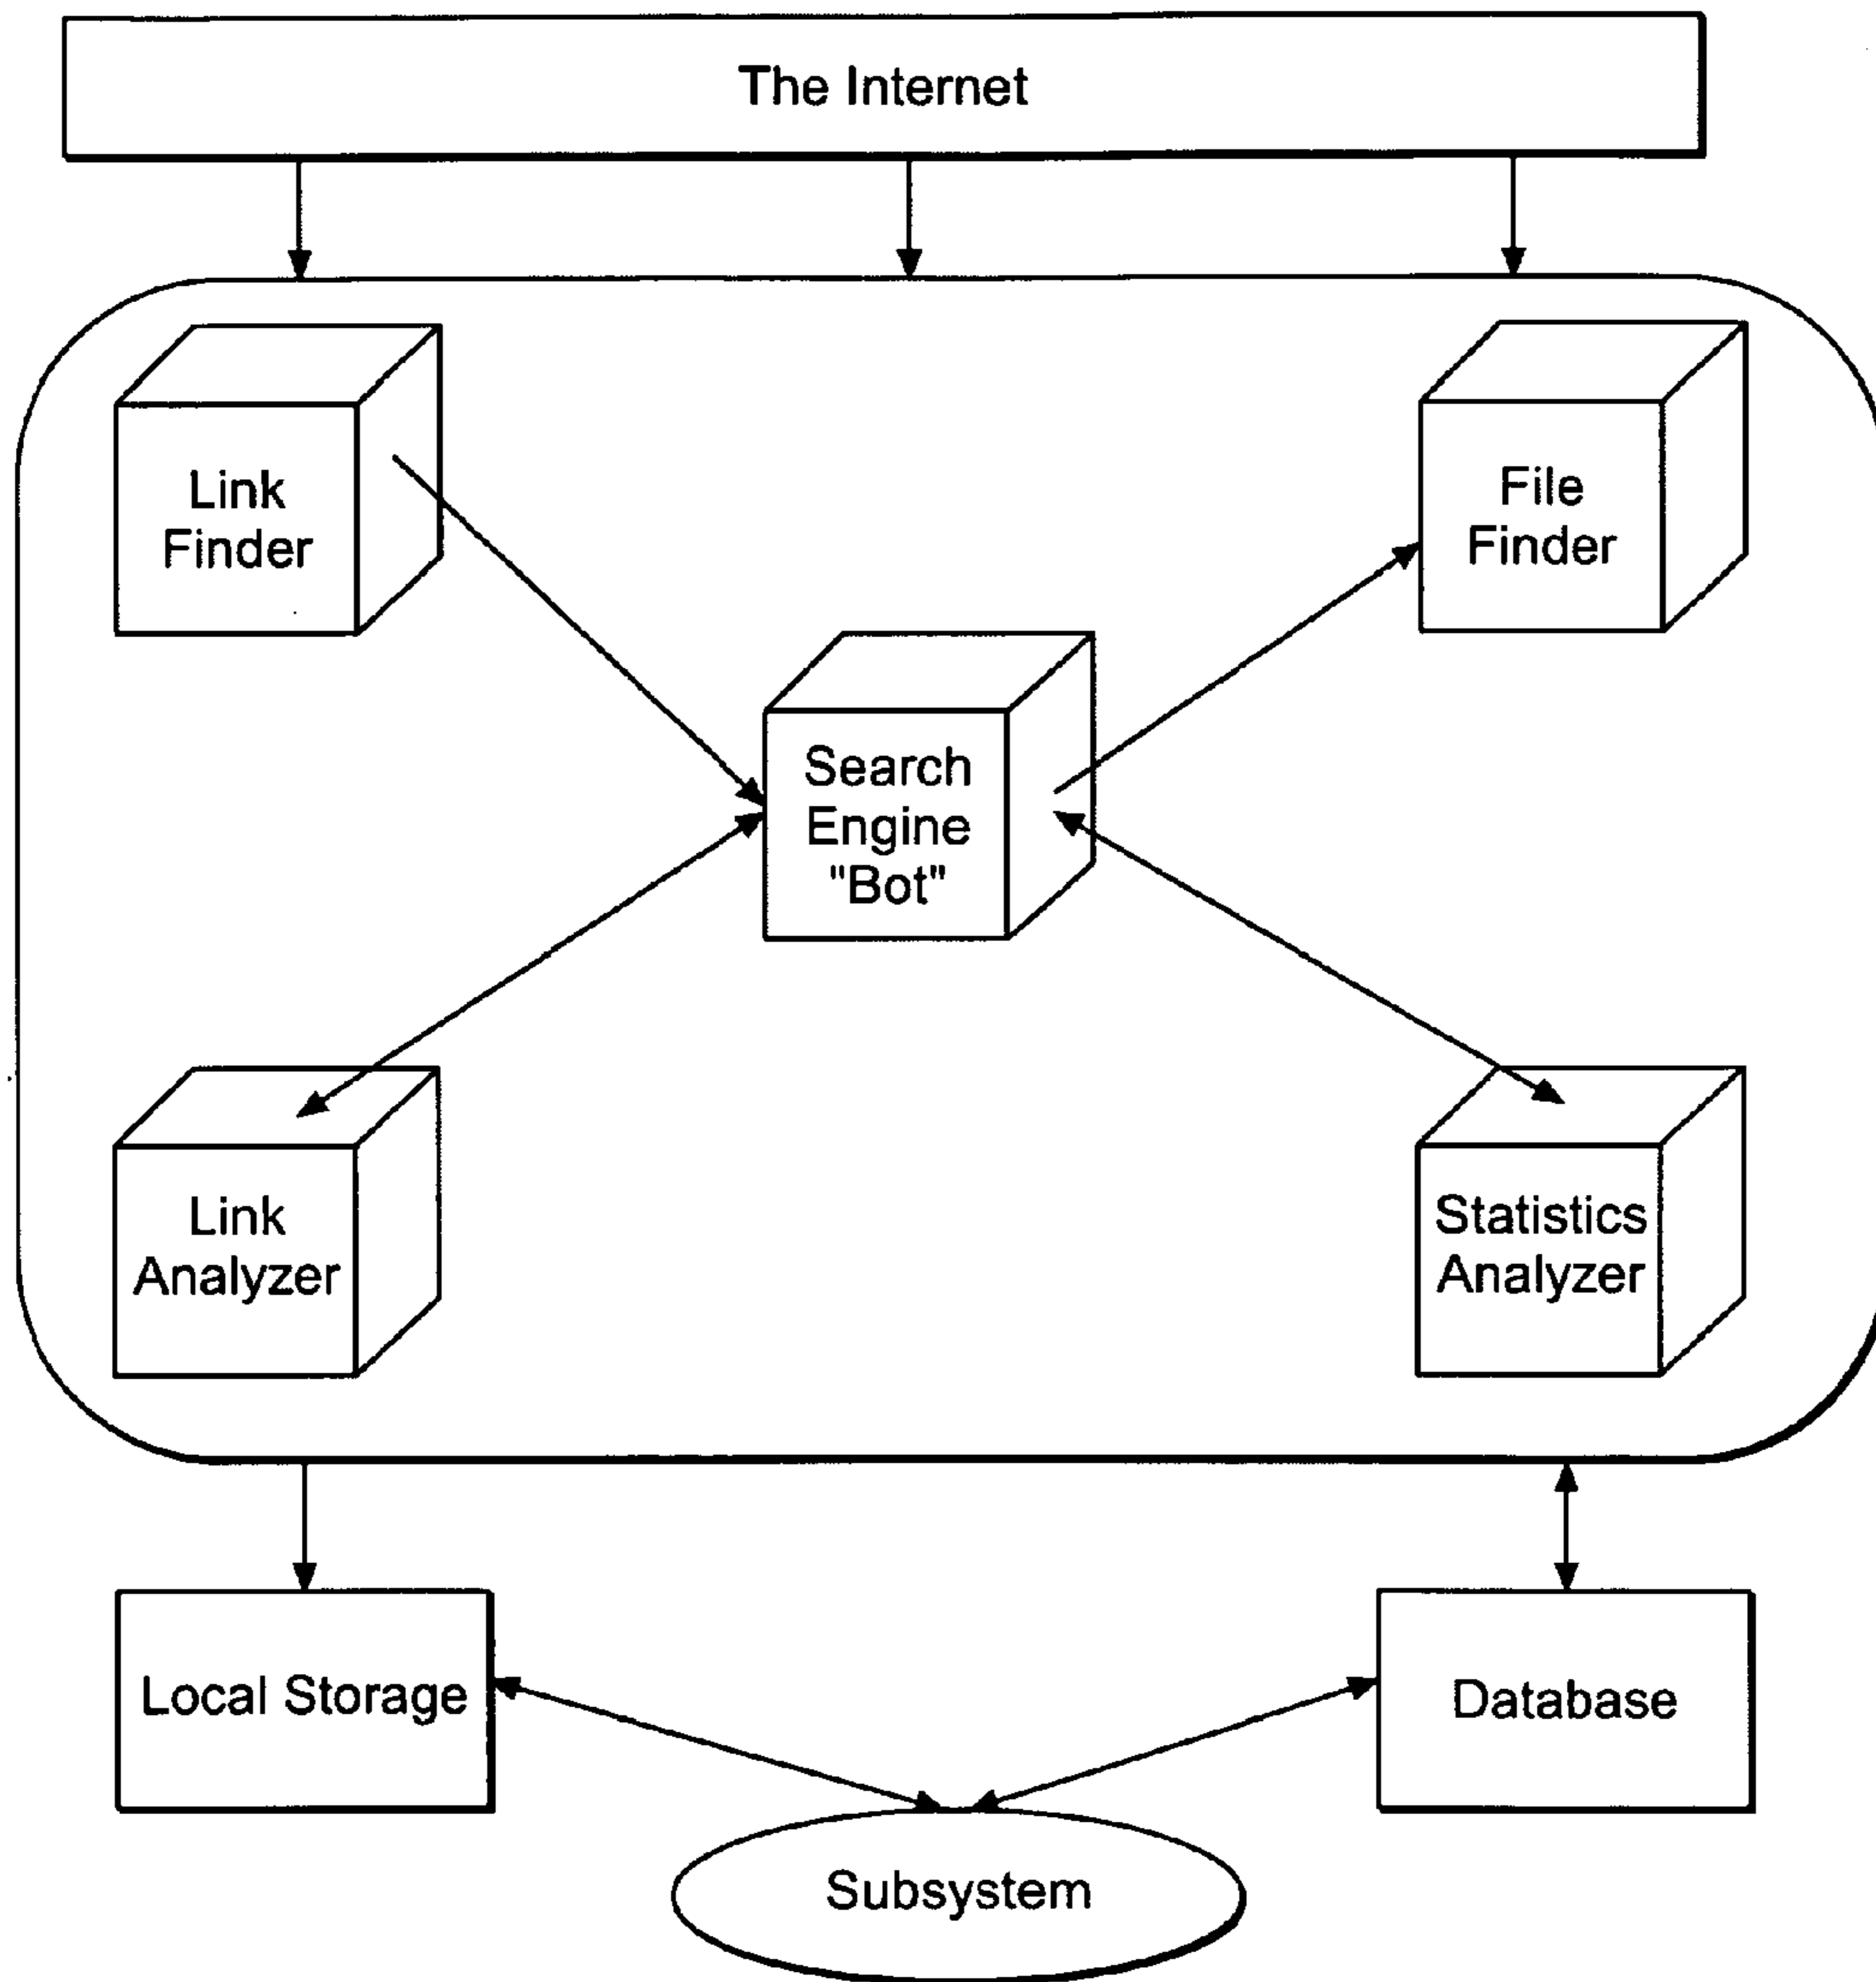 The Internet
Link
Finder
File
Finder
Search
Engine
"Bot"
Link
Analyzer
Statistics
Analyzer
Local Storage
Database
Subsystem